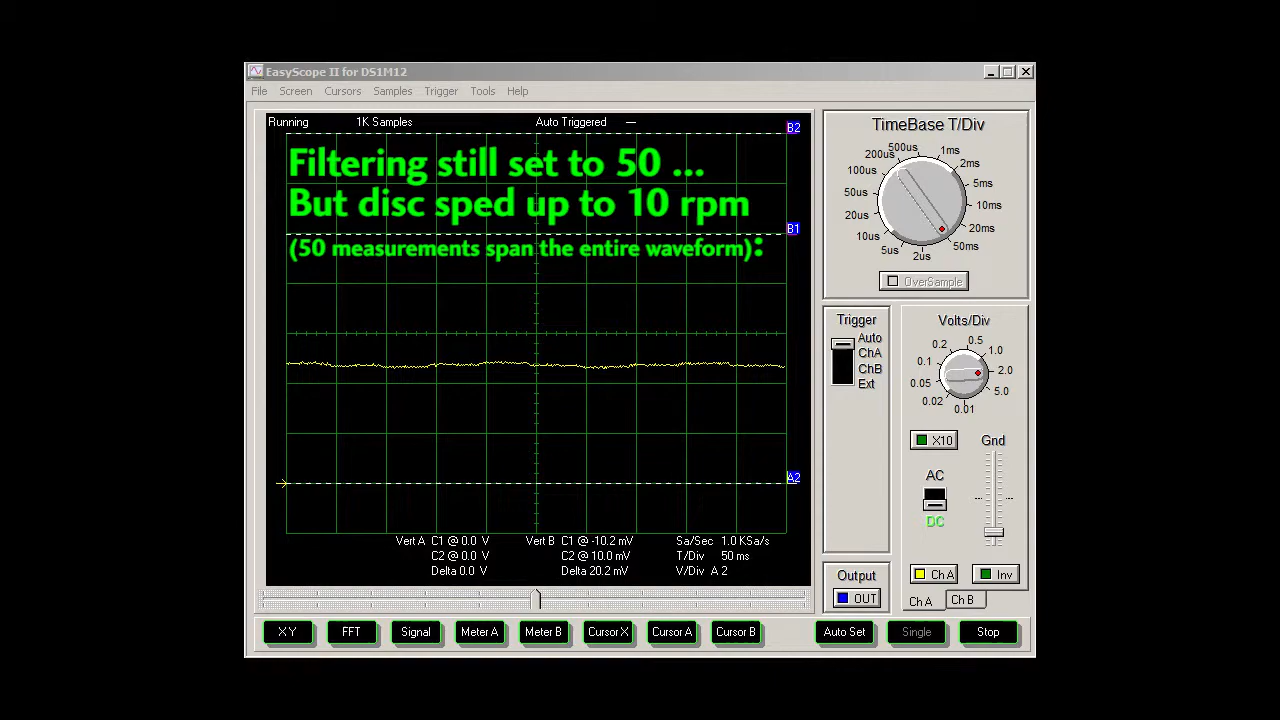 EasyScope II for DS1M12
File Screen Cursors Samples Trigger Tools Help
Running 1K Samples Auto Triggered
B2
Filtering still set to 50 ...
But disc sped up to 10 rpm
B1
(50 measurements span the entire waveform):
A2
Vert A C1 @ 0.0 V Vert B C1 @ -10.2 mV Sa/Sec 1.0 KSa/s
C2 @ 0.0 V C2 @ 10.0 mV T/Div 50 ms
Delta 0.0 V Delta 20.2 mV V/Div A 2
TimeBase T/Div
500us 1ms
200us 2ms
100us 5ms
50us 10ms
20us 20ms
10us 50ms
5us 2us
OverSample
Trigger
Auto
ChA
ChB
Ext
Volts/Div
0.2 0.5 1.0
0.1 2.0
0.05 5.0
0.02 0.01
X10 Gnd
AC
DC
Ch A Inv
Ch A Ch B
Output
OUT
XY FFT Signal Meter A Meter B Cursor X Cursor A Cursor B Auto Set Single Stop